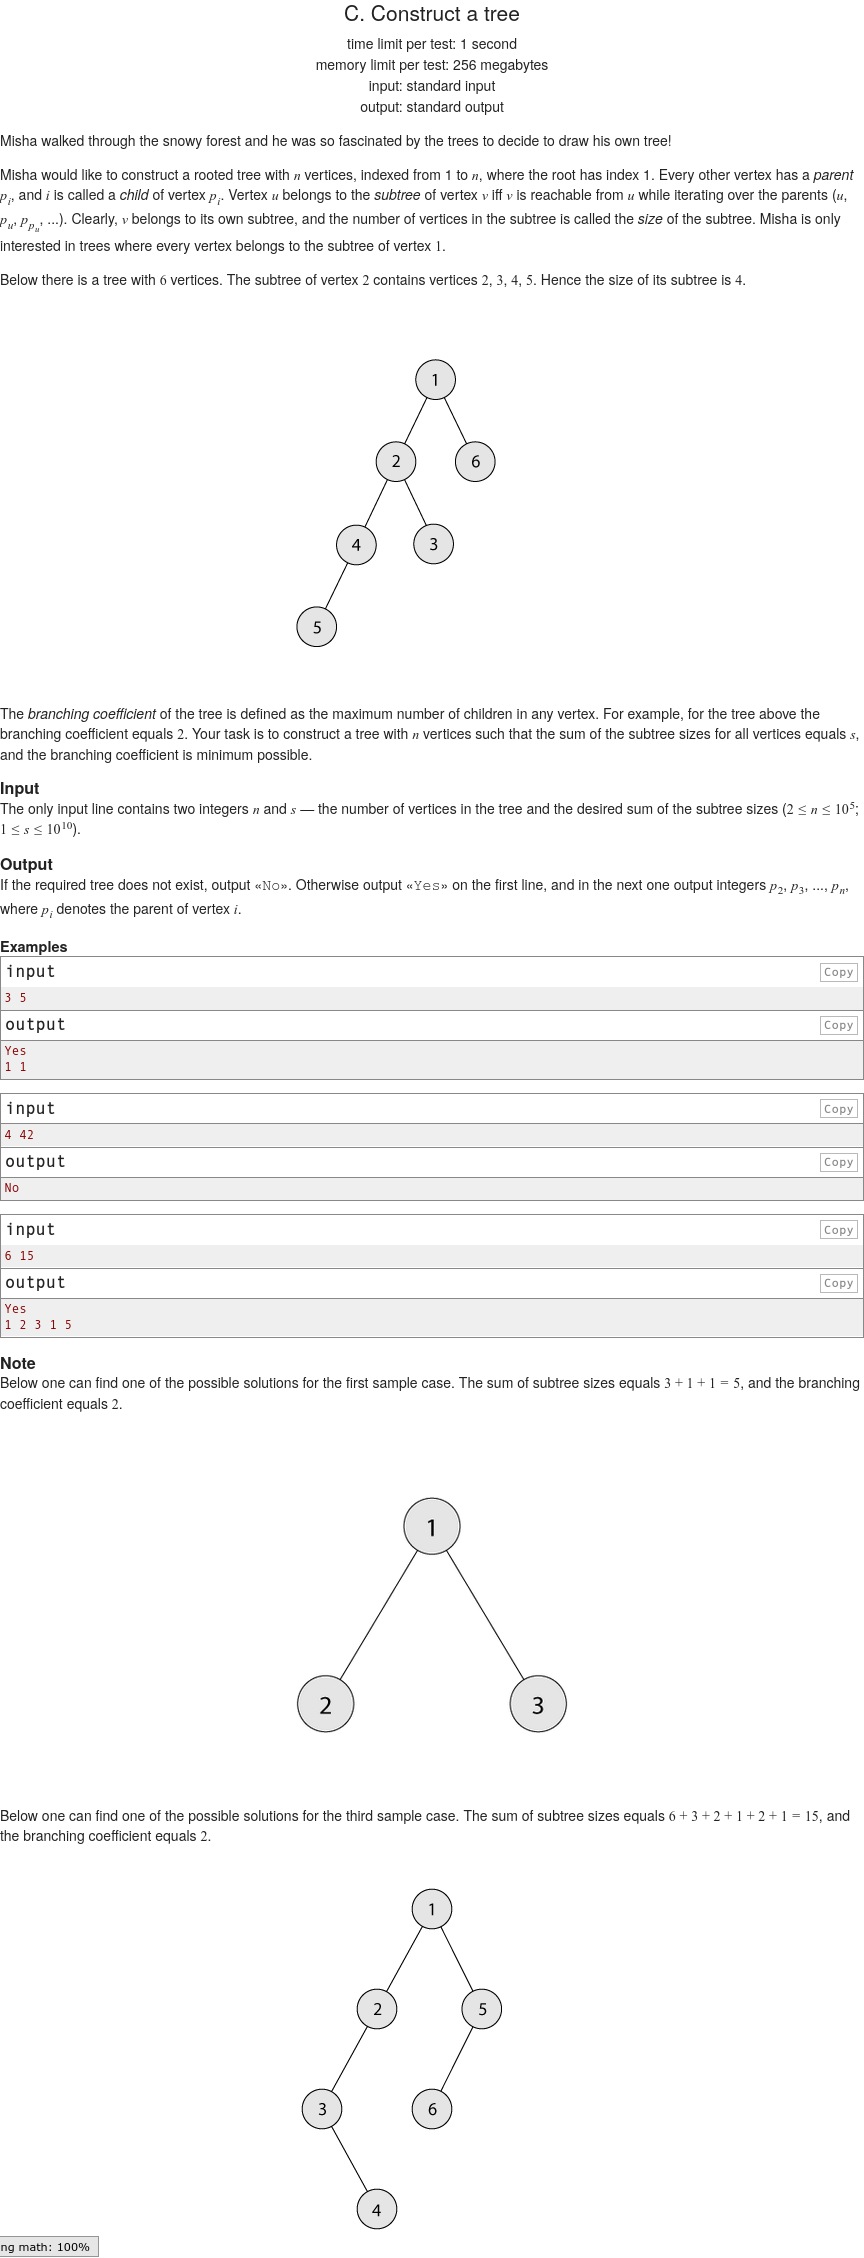 C. Construct a tree
time limit per test: 1 second
memory limit per test: 256 megabytes
input: standard input
output: standard output
Misha walked through the snowy forest and he was so fascinated by the trees to decide to draw his own tree!
Misha would like to construct a rooted tree with n vertices, indexed from 1 to n, where the root has index 1. Every other vertex has a parent
p_i, and i is called a child of vertex p_i. Vertex u belongs to the subtree of vertex v iff v is reachable from u while iterating over the parents (u,
p_u, p_{p_u}, ...). Clearly, v belongs to its own subtree, and the number of vertices in the subtree is called the size of the subtree. Misha is only
interested in trees where every vertex belongs to the subtree of vertex 1.
Below there is a tree with 6 vertices. The subtree of vertex 2 contains vertices 2, 3, 4, 5. Hence the size of its subtree is 4.
1
2 6
4 3
5
The branching coefficient of the tree is defined as the maximum number of children in any vertex. For example, for the tree above the
branching coefficient equals 2. Your task is to construct a tree with n vertices such that the sum of the subtree sizes for all vertices equals s,
and the branching coefficient is minimum possible.
Input
The only input line contains two integers n and s — the number of vertices in the tree and the desired sum of the subtree sizes (2 ≤ n ≤ 10^5;
1 ≤ s ≤ 10^10).
Output
If the required tree does not exist, output «No». Otherwise output «Yes» on the first line, and in the next one output integers p_2, p_3, ..., p_n,
where p_i denotes the parent of vertex i.
Examples
input Copy
3 5
output Copy
Yes
1 1
input Copy
4 42
output Copy
No
input Copy
6 15
output Copy
Yes
1 2 3 1 5
Note
Below one can find one of the possible solutions for the first sample case. The sum of subtree sizes equals 3 + 1 + 1 = 5, and the branching
coefficient equals 2.
1
2 3
Below one can find one of the possible solutions for the third sample case. The sum of subtree sizes equals 6 + 3 + 2 + 1 + 2 + 1 = 15, and
the branching coefficient equals 2.
1
2 5
3 6
4
ng math: 100%